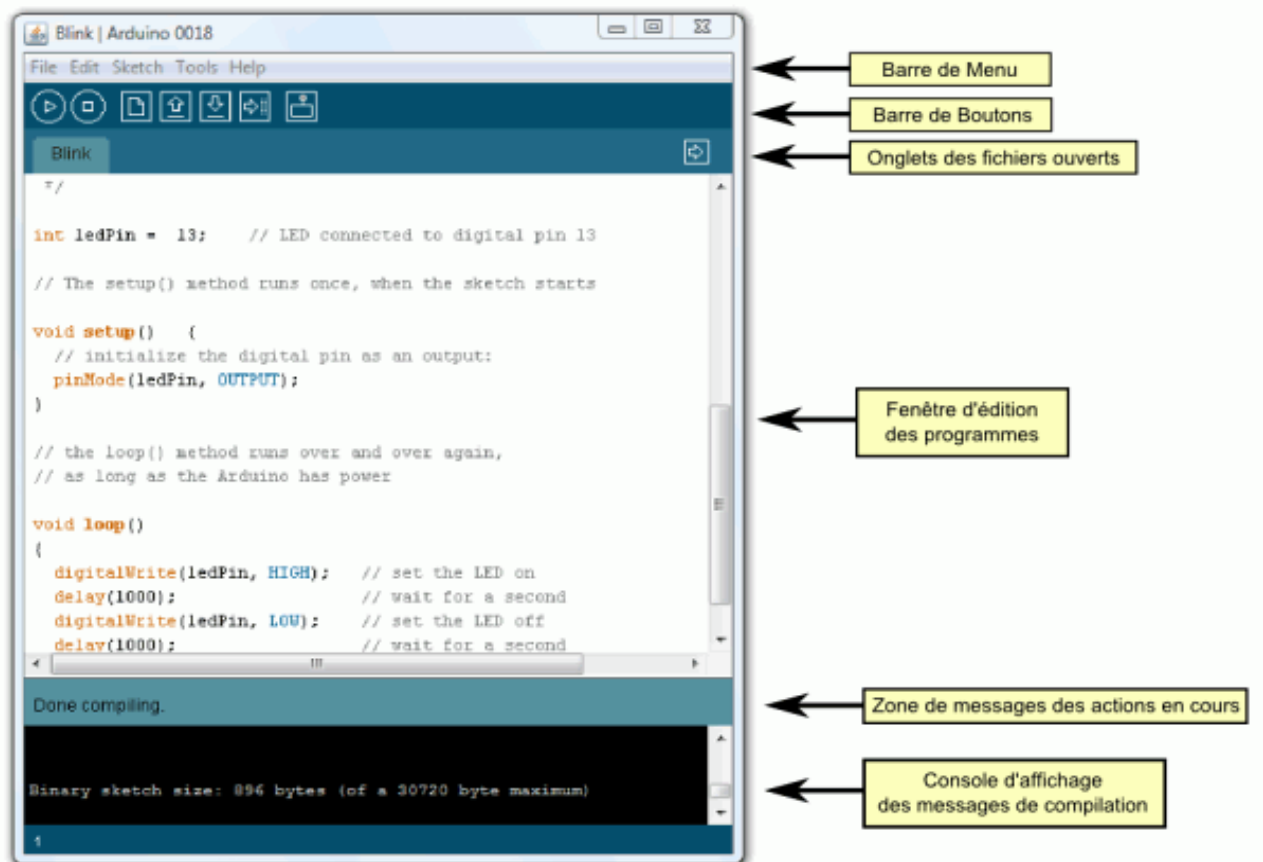 Blink | Arduino 0018
File Edit Sketch Tools Help
Barre de Menu
Barre de Boutons
Blink
Onglets des fichiers ouverts
*/
int ledPin = 13; // LED connected to digital pin 13
// The setup() method runs once, when the sketch starts
void setup() {
// initialize the digital pin as an output:
pinMode(ledPin, OUTPUT);
}
Fenêtre d'édition
des programmes
// the loop() method runs over and over again,
// as long as the Arduino has power
void loop()
{
digitalWrite(ledPin, HIGH); // set the LED on
delay(1000); // wait for a second
digitalWrite(ledPin, LOW); // set the LED off
delay(1000); // wait for a second
Done compiling.
Zone de messages des actions en cours
Binary sketch size: 896 bytes (of a 30720 byte maximum)
Console d'affichage
des messages de compilation
1